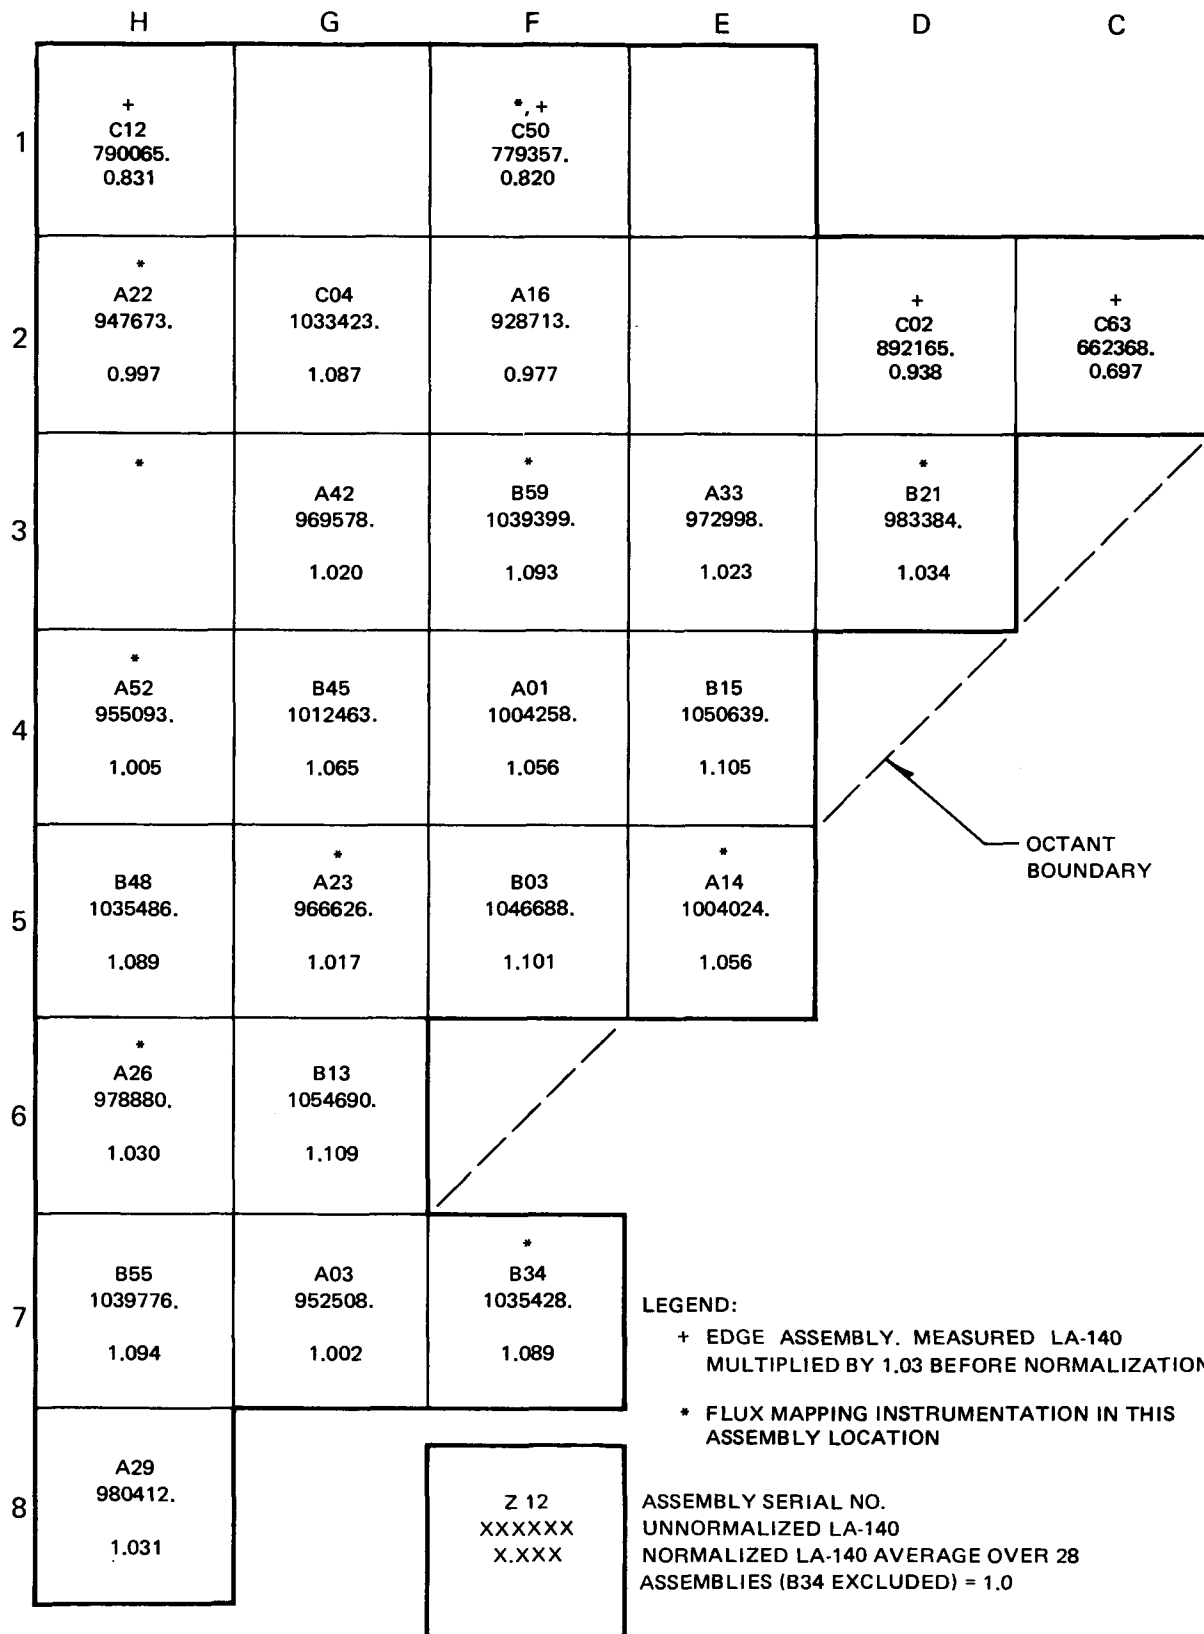 H G F E D C
1
+
C12
790065.
0.831
*, +
C50
779357.
0.820
2
*
A22
947673.
0.997
C04
1033423.
1.087
A16
928713.
0.977
+
C02
892165.
0.938
+
C63
662368.
0.697
3
*
A42
969578.
1.020
*
B59
1039399.
1.093
A33
972998.
1.023
*
B21
983384.
1.034
4
*
A52
955093.
1.005
B45
1012463.
1.065
A01
1004258.
1.056
B15
1050639.
1.105
OCTANT
BOUNDARY
5
B48
1035486.
1.089
*
A23
966626.
1.017
B03
1046688.
1.101
*
A14
1004024.
1.056
6
*
A26
978880.
1.030
B13
1054690.
1.109
7
B55
1039776.
1.094
A03
952508.
1.002
*
B34
1035428.
1.089
8
A29
980412.
1.031
LEGEND:
+ EDGE ASSEMBLY. MEASURED LA-140
MULTIPLIED BY 1.03 BEFORE NORMALIZATION
* FLUX MAPPING INSTRUMENTATION IN THIS
ASSEMBLY LOCATION
Z 12
XXXXXX
X.XXX
ASSEMBLY SERIAL NO.
UNNORMALIZED LA-140
NORMALIZED LA-140 AVERAGE OVER 28
ASSEMBLIES (B34 EXCLUDED) = 1.0